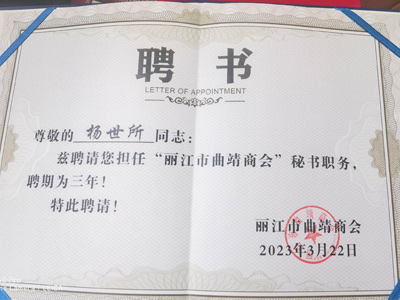 聘书
LETTER OF APPOINTMENT
尊敬的 杨世所 同志：
兹聘请您担任“丽江市曲靖商会”秘书职务，
聘期为三年！
特此聘请！
丽江市曲靖商会
2023年3月22日